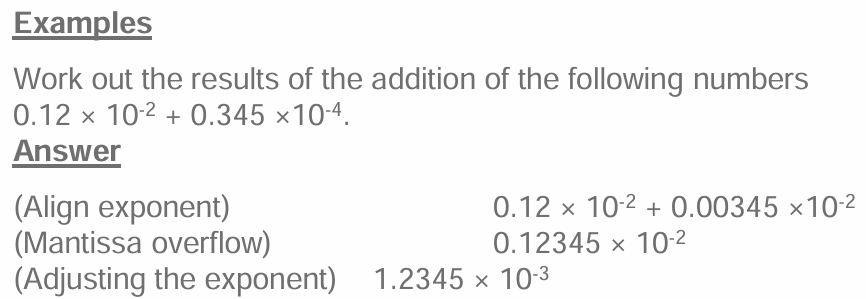 Examples
Work out the results of the addition of the following numbers
0.12 × 10⁻² + 0.345 ×10⁻⁴.
Answer
(Align exponent) 0.12 × 10⁻² + 0.00345 ×10⁻²
(Mantissa overflow) 0.12345 × 10⁻²
(Adjusting the exponent) 1.2345 × 10⁻³